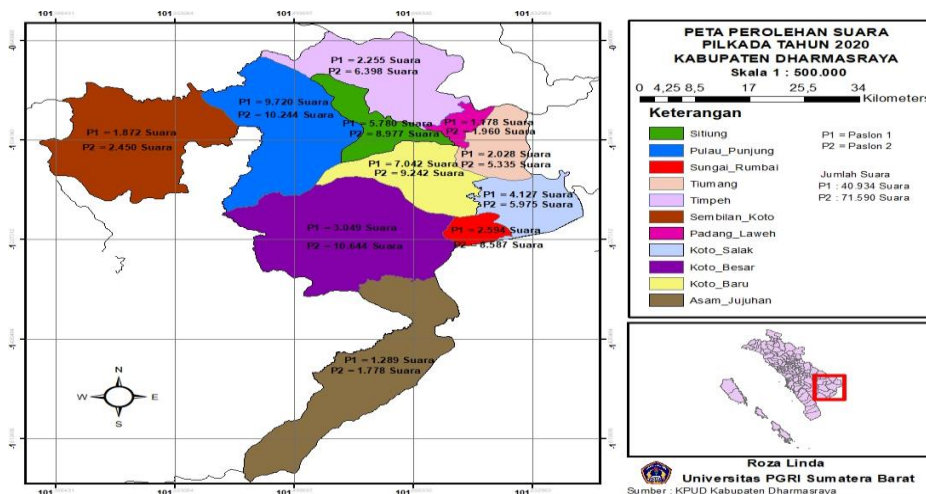 PETA PEROLEHAN SUARA
PILKADA TAHUN 2020
KABUPATEN DHARMASRAYA
Skala 1 : 500.000
0 4,25 8,5 17 25,5 34
Kilometers
Keterangan
Sitiung
Pulau_Punjung
Sungai_Rumbai
Tiumang
Timpeh
Sembilan_Koto
Padang_Laweh
Koto_Salak
Koto_Besar
Koto_Baru
Asam_Jujuhan
P1 = Paslon 1
P2 = Paslon 2
Jumlah Suara
P1 : 40.934 Suara
P2 : 71.590 Suara
P1 = 2.255 Suara
P2 = 6.398 Suara
P1 = 9.720 Suara
P2 = 10.244 Suara
P1 = 5.780 Suara
P2 = 8.977 Suara
P1 = 1.178 Suara
P2 = 1.960 Suara
P1 = 1.872 Suara
P2 = 2.450 Suara
P1 = 2.028 Suara
P2 = 5.335 Suara
P1 = 7.042 Suara
P2 = 9.242 Suara
P1 = 4.127 Suara
P2 = 5.975 Suara
P1 = 3.049 Suara
P2 = 10.644 Suara
P1 = 2.594 Suara
P2 = 8.587 Suara
P1 = 1.289 Suara
P2 = 1.778 Suara
N
W E
S
Roza Linda
Universitas PGRI Sumatera Barat
Sumber : KPUD Kabupaten Dharmasraya